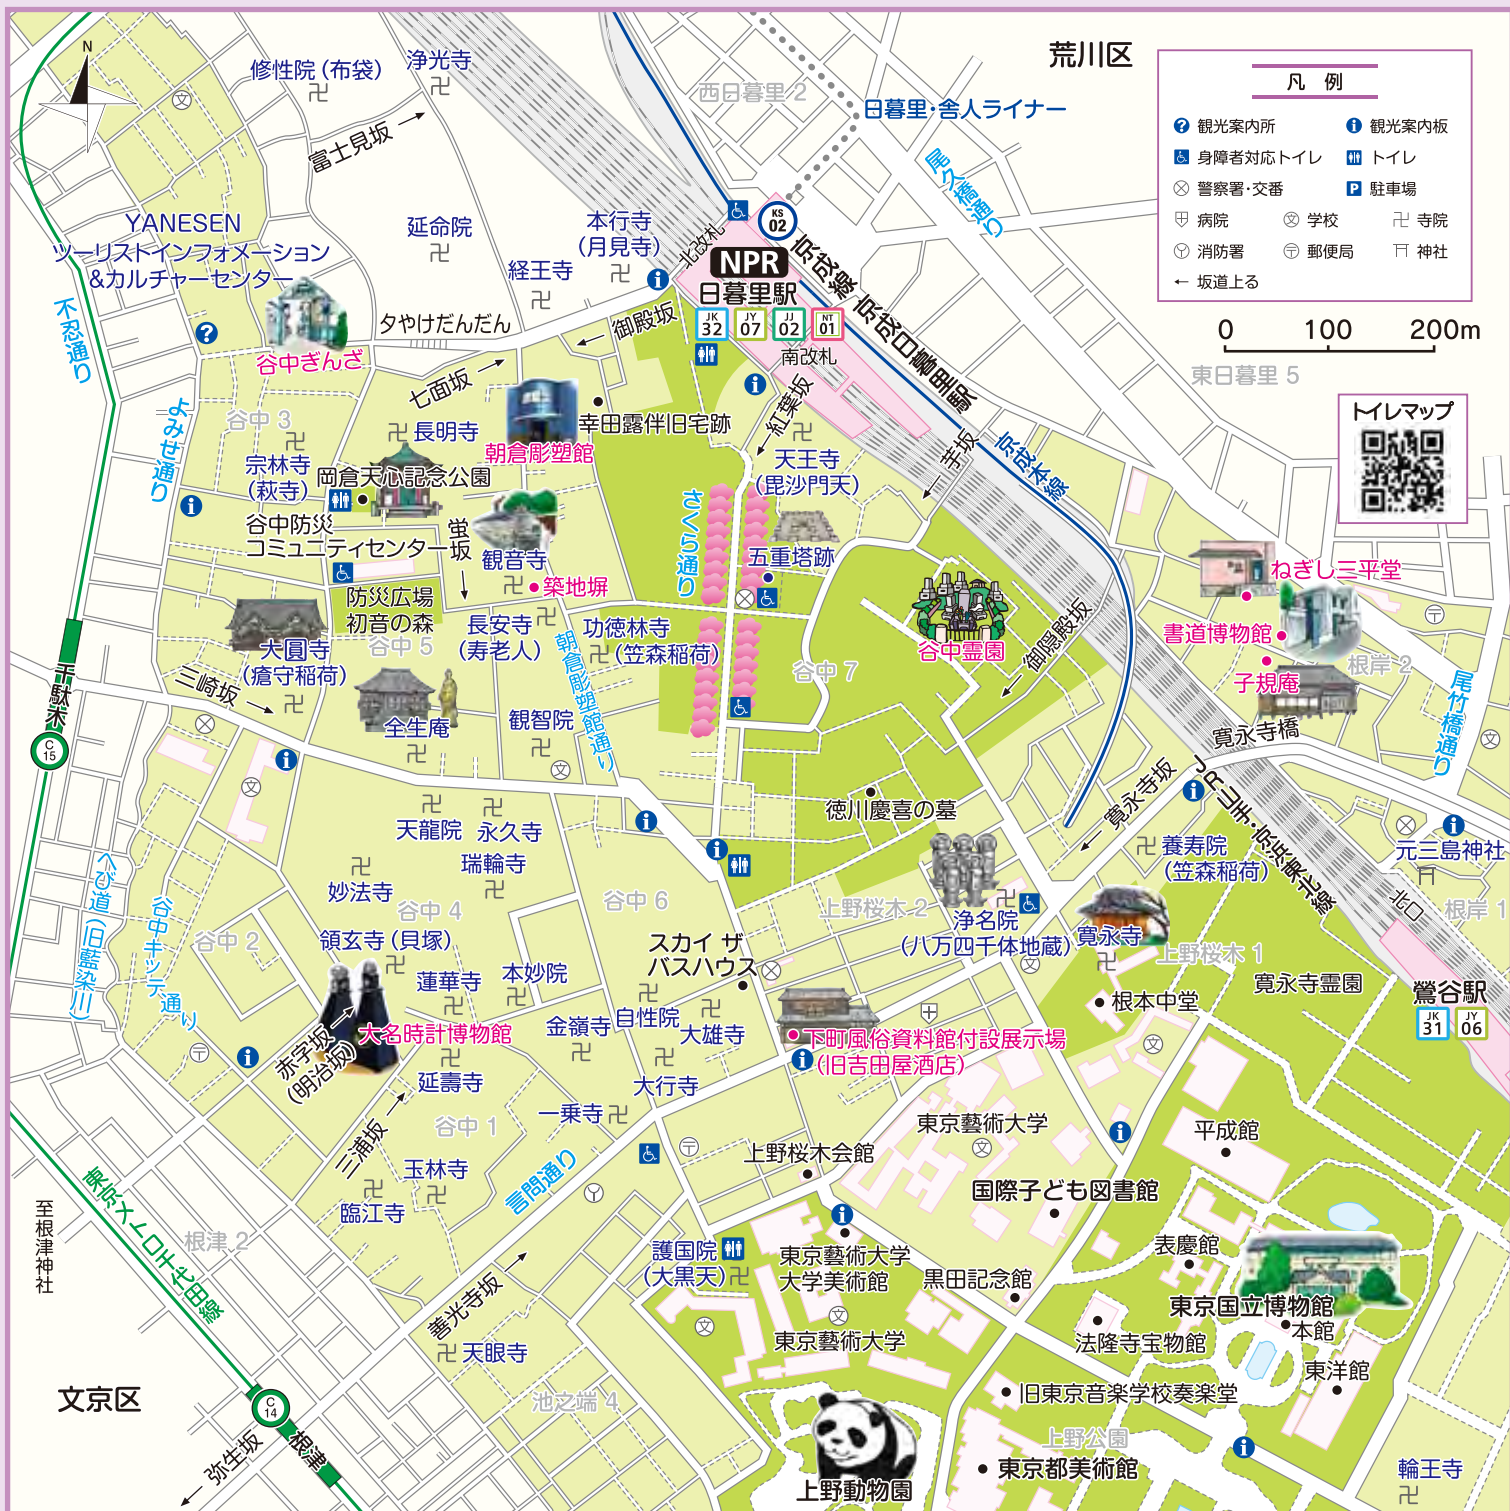 荒川区
凡 例
観光案内所
観光案内板
身障者対応トイレ
トイレ
警察署・交番
P 駐車場
病院
文 学校
卍 寺院
消防署
郵便局
神社
← 坂道上る
0 100 200m
東日暮里 5
トイレマップ
N
修性院(布袋)
浄光寺
富士見坂
西日暮里 2
日暮里・舎人ライナー
尾久橋通り
YANESEN
ツーリストインフォメーション
&カルチャーセンター
延命院
本行寺
(月見寺)
経王寺
北改札
KS
02
NPR
日暮里駅
JK
32
JY
07
JJ
02
NT
01
南改札
京成線 京成日暮里駅
京成本線
不忍通り
谷中ぎんざ
夕やけだんだん
御殿坂
七面坂
よみせ通り
谷中 3
長明寺
朝倉彫塑館
幸田露伴旧宅跡
紅葉坂
芋坂
天王寺
(毘沙門天)
宗林寺
(萩寺)
岡倉天心記念公園
谷中防災
コミュニティセンター
蛍坂
観音寺
築地塀
さくら通り
五重塔跡
防災広場
初音の森
谷中 5
長安寺
(寿老人)
功徳林寺
(笠森稲荷)
朝倉彫塑館通り
谷中 7
谷中霊園
御隠殿坂
ねぎし三平堂
書道博物館
子規庵
根岸 2
尾竹橋通り
大圓寺
(瘡守稲荷)
三崎坂
千駄木
C
15
全生庵
観智院
寛永寺橋
寛永寺坂
JR山手・京浜東北線
徳川慶喜の墓
天龍院
永久寺
瑞輪寺
妙法寺
谷中 4
谷中 6
谷中 2
へび道(旧藍染川)
谷中キッテ通り
養寿院
(笠森稲荷)
元三島神社
北口
根岸 1
上野桜木 2
浄名院
(八万四千体地蔵)
寛永寺
上野桜木 1
寛永寺霊園
鶯谷駅
JK
31
JY
06
領玄寺(貝塚)
蓮華寺
本妙院
スカイ ザ
バスハウス
根本中堂
赤字坂
(明治坂)
大名時計博物館
金嶺寺
自性院
大雄寺
下町風俗資料館付設展示場
(旧吉田屋酒店)
延壽寺
大行寺
谷中 1
一乗寺
三浦坂
玉林寺
臨江寺
言問通り
上野桜木会館
東京藝術大学
国際子ども図書館
平成館
表慶館
東京国立博物館
本館
至根津神社
東京メトロ千代田線
根津 2
善光寺坂
天眼寺
護国院
(大黒天)
東京藝術大学
大学美術館
黒田記念館
東京藝術大学
法隆寺宝物館
東洋館
文京区
C
14
根津
弥生坂
池之端 4
旧東京音楽学校奏楽堂
上野公園
東京都美術館
上野動物園
輪王寺